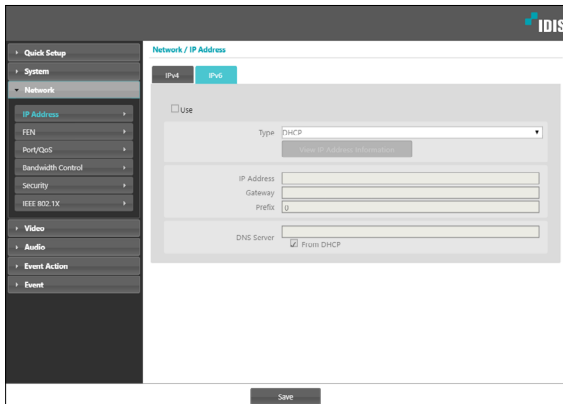 IDIS
Quick Setup
System
Network
IP Address
FEN
Port/QoS
Bandwidth Control
Security
IEEE 802.1X
Video
Audio
Event Action
Event
Network / IP Address
IPv4 IPv6
Use
Type DHCP
View IP Address Information
IP Address
Gateway
Prefix 0
DNS Server
From DHCP
Save